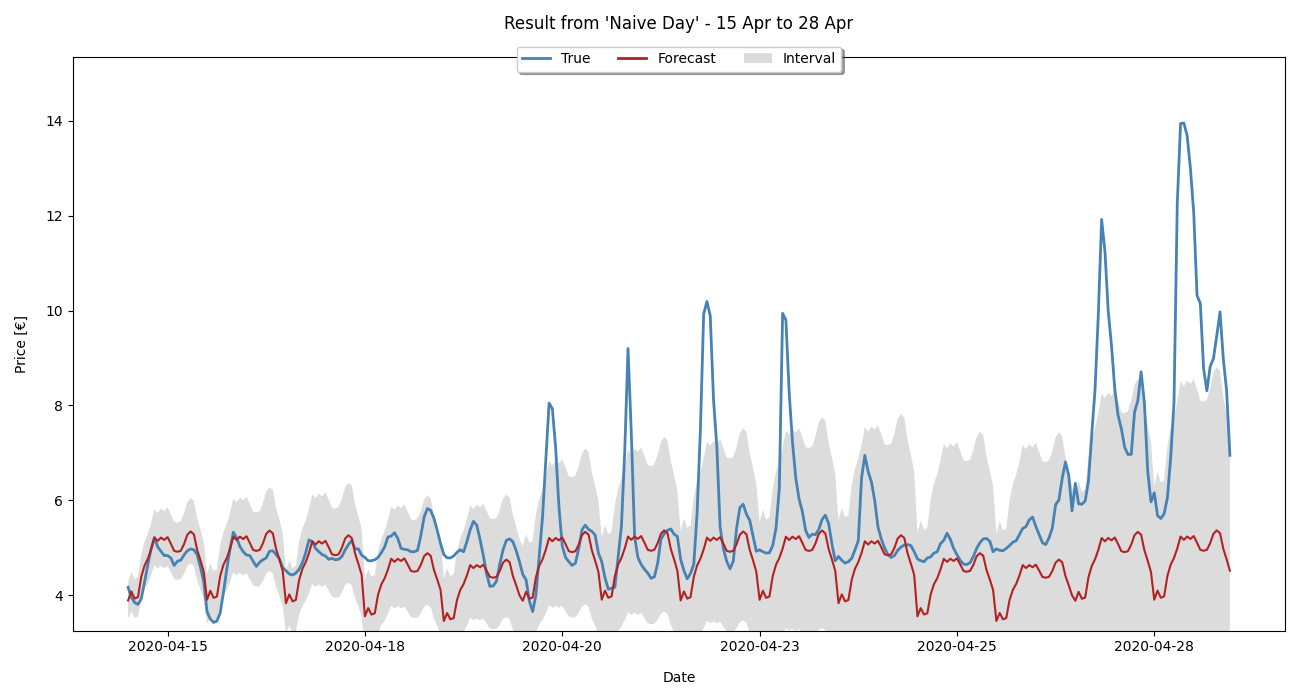 Result from 'Naive Day' - 15 Apr to 28 Apr
True Forecast Interval
14
12
10
8
6
4
Price [€]
2020-04-15 2020-04-18 2020-04-20 2020-04-23 2020-04-25 2020-04-28
Date